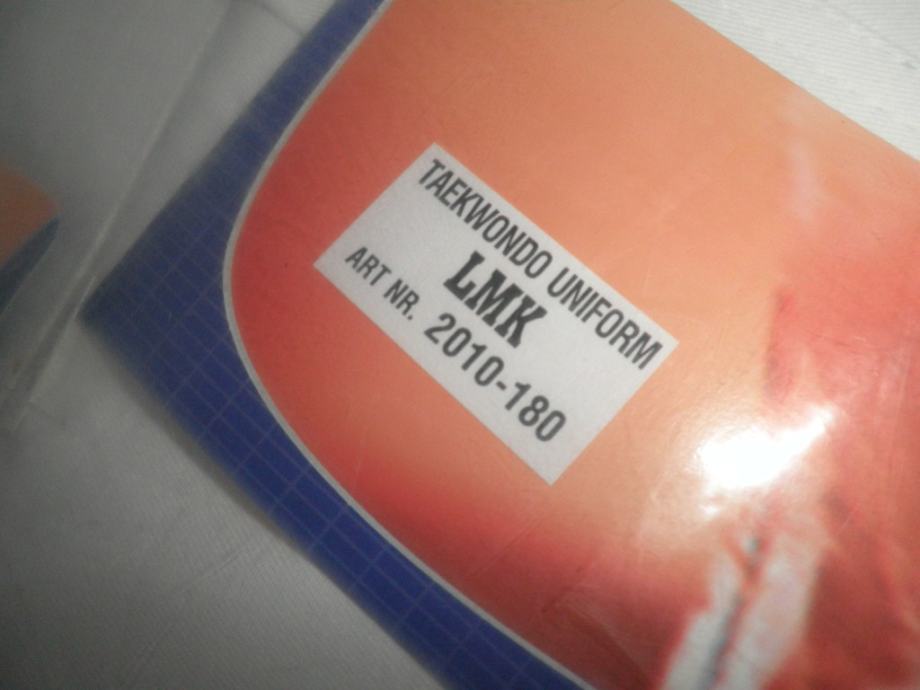 TAEKWONDO UNIFORM
LMK
ART NR. 2010-180